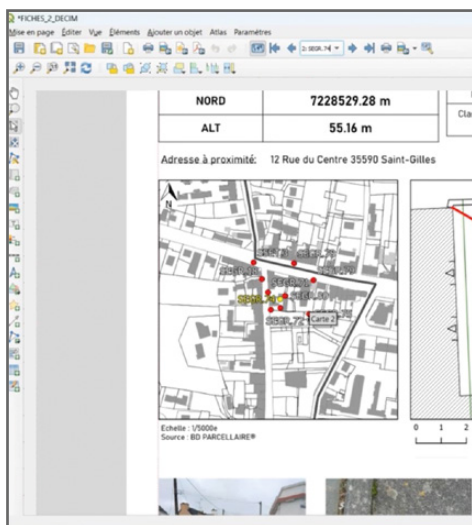 *FICHES_2_DECIM
Mise en page Éditer Vue Éléments Ajouter un objet Atlas Paramètres
NORD 7228529.28 m
ALT 55.16 m
Cla
Adresse à proximité: 12 Rue du Centre 35590 Saint-Gilles
N
SEGR_72
Carte 2
Echelle : 1/5000e
Source : BD PARCELLAIRE®
0 1 2